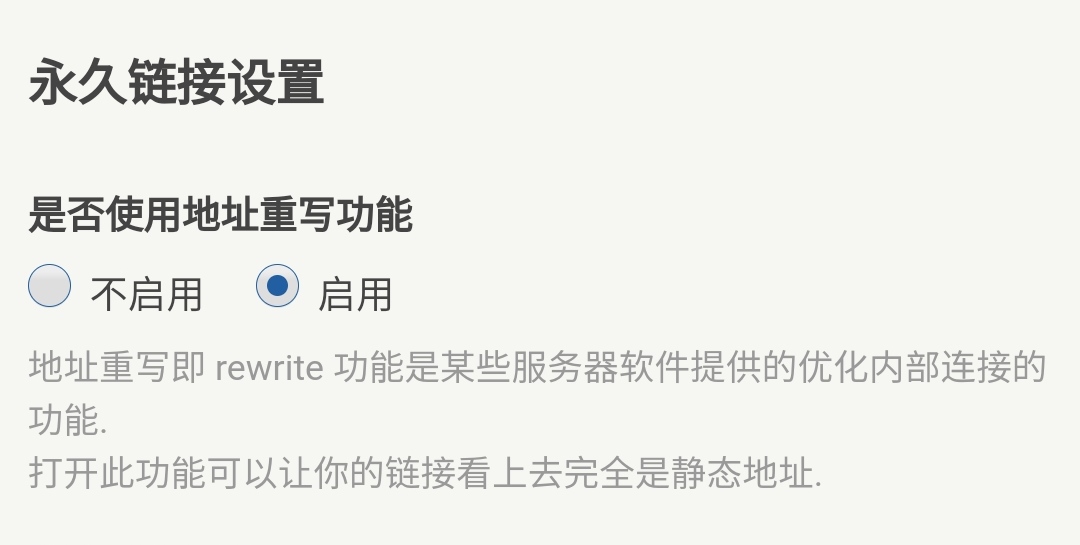 永久链接设置
是否使用地址重写功能
不启用 启用
地址重写即 rewrite 功能是某些服务器软件提供的优化内部连接的
功能.
打开此功能可以让你的链接看上去完全是静态地址.